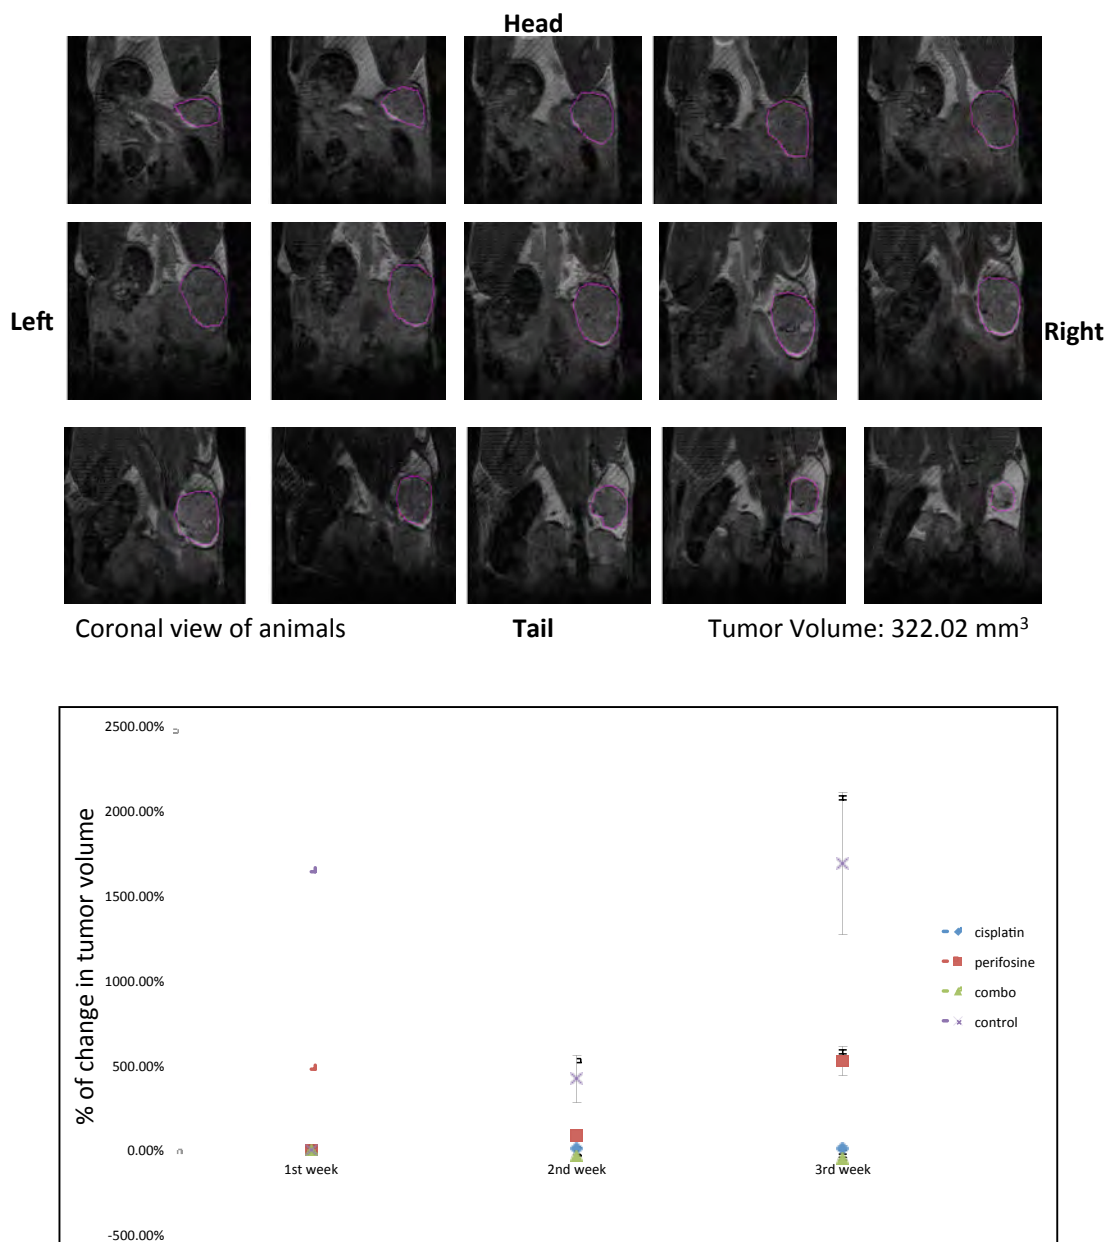 Head
Left
Right
Coronal view of animals
Tail
Tumor Volume: 322.02 mm³
% of change in tumor volume
2500.00%
2000.00%
1500.00%
1000.00%
500.00%
0.00%
-500.00%
1st week
2nd week
3rd week
cisplatin
perifosine
combo
control